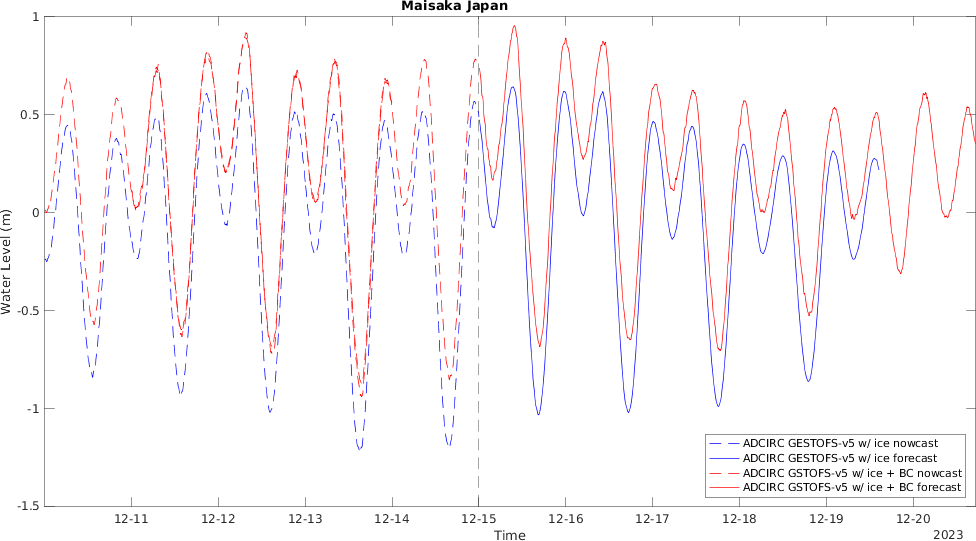 Maisaka Japan
1
0.5
0
-0.5
-1
-1.5
Water Level (m)
12-11
12-12
12-13
12-14
12-15
12-16
12-17
12-18
12-19
12-20
Time
2023
ADCIRC GESTOFS-v5 w/ ice nowcast
ADCIRC GESTOFS-v5 w/ ice forecast
ADCIRC GSTOFS-v5 w/ ice + BC nowcast
ADCIRC GSTOFS-v5 w/ ice + BC forecast